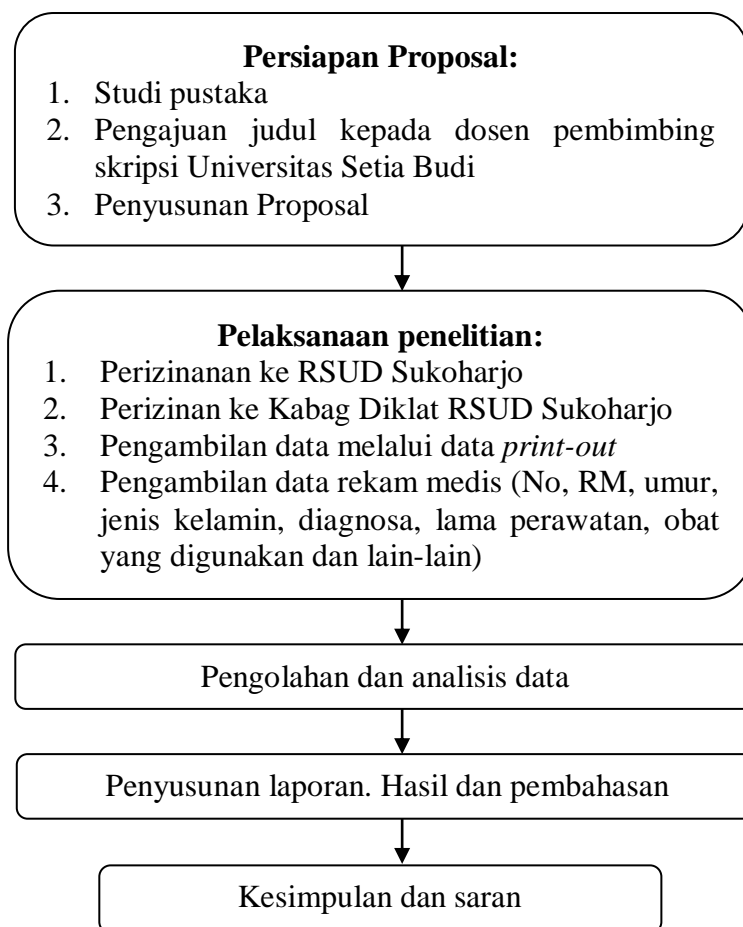 Persiapan Proposal:
1. Studi pustaka
2. Pengajuan judul kepada dosen pembimbing
skripsi Universitas Setia Budi
3. Penyusunan Proposal
Pelaksanaan penelitian:
1. Perizinanan ke RSUD Sukoharjo
2. Perizinan ke Kabag Diklat RSUD Sukoharjo
3. Pengambilan data melalui data print-out
4. Pengambilan data rekam medis (No, RM, umur,
jenis kelamin, diagnosa, lama perawatan, obat
yang digunakan dan lain-lain)
Pengolahan dan analisis data
Penyusunan laporan. Hasil dan pembahasan
Kesimpulan dan saran